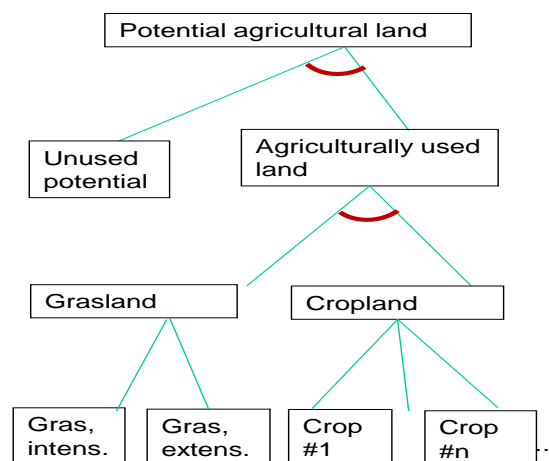 Potential agricultural land
Unused
potential
Agriculturally used
land
Grasland
Cropland
Gras,
intens.
Gras,
extens.
Crop
#1
Crop
#n
..